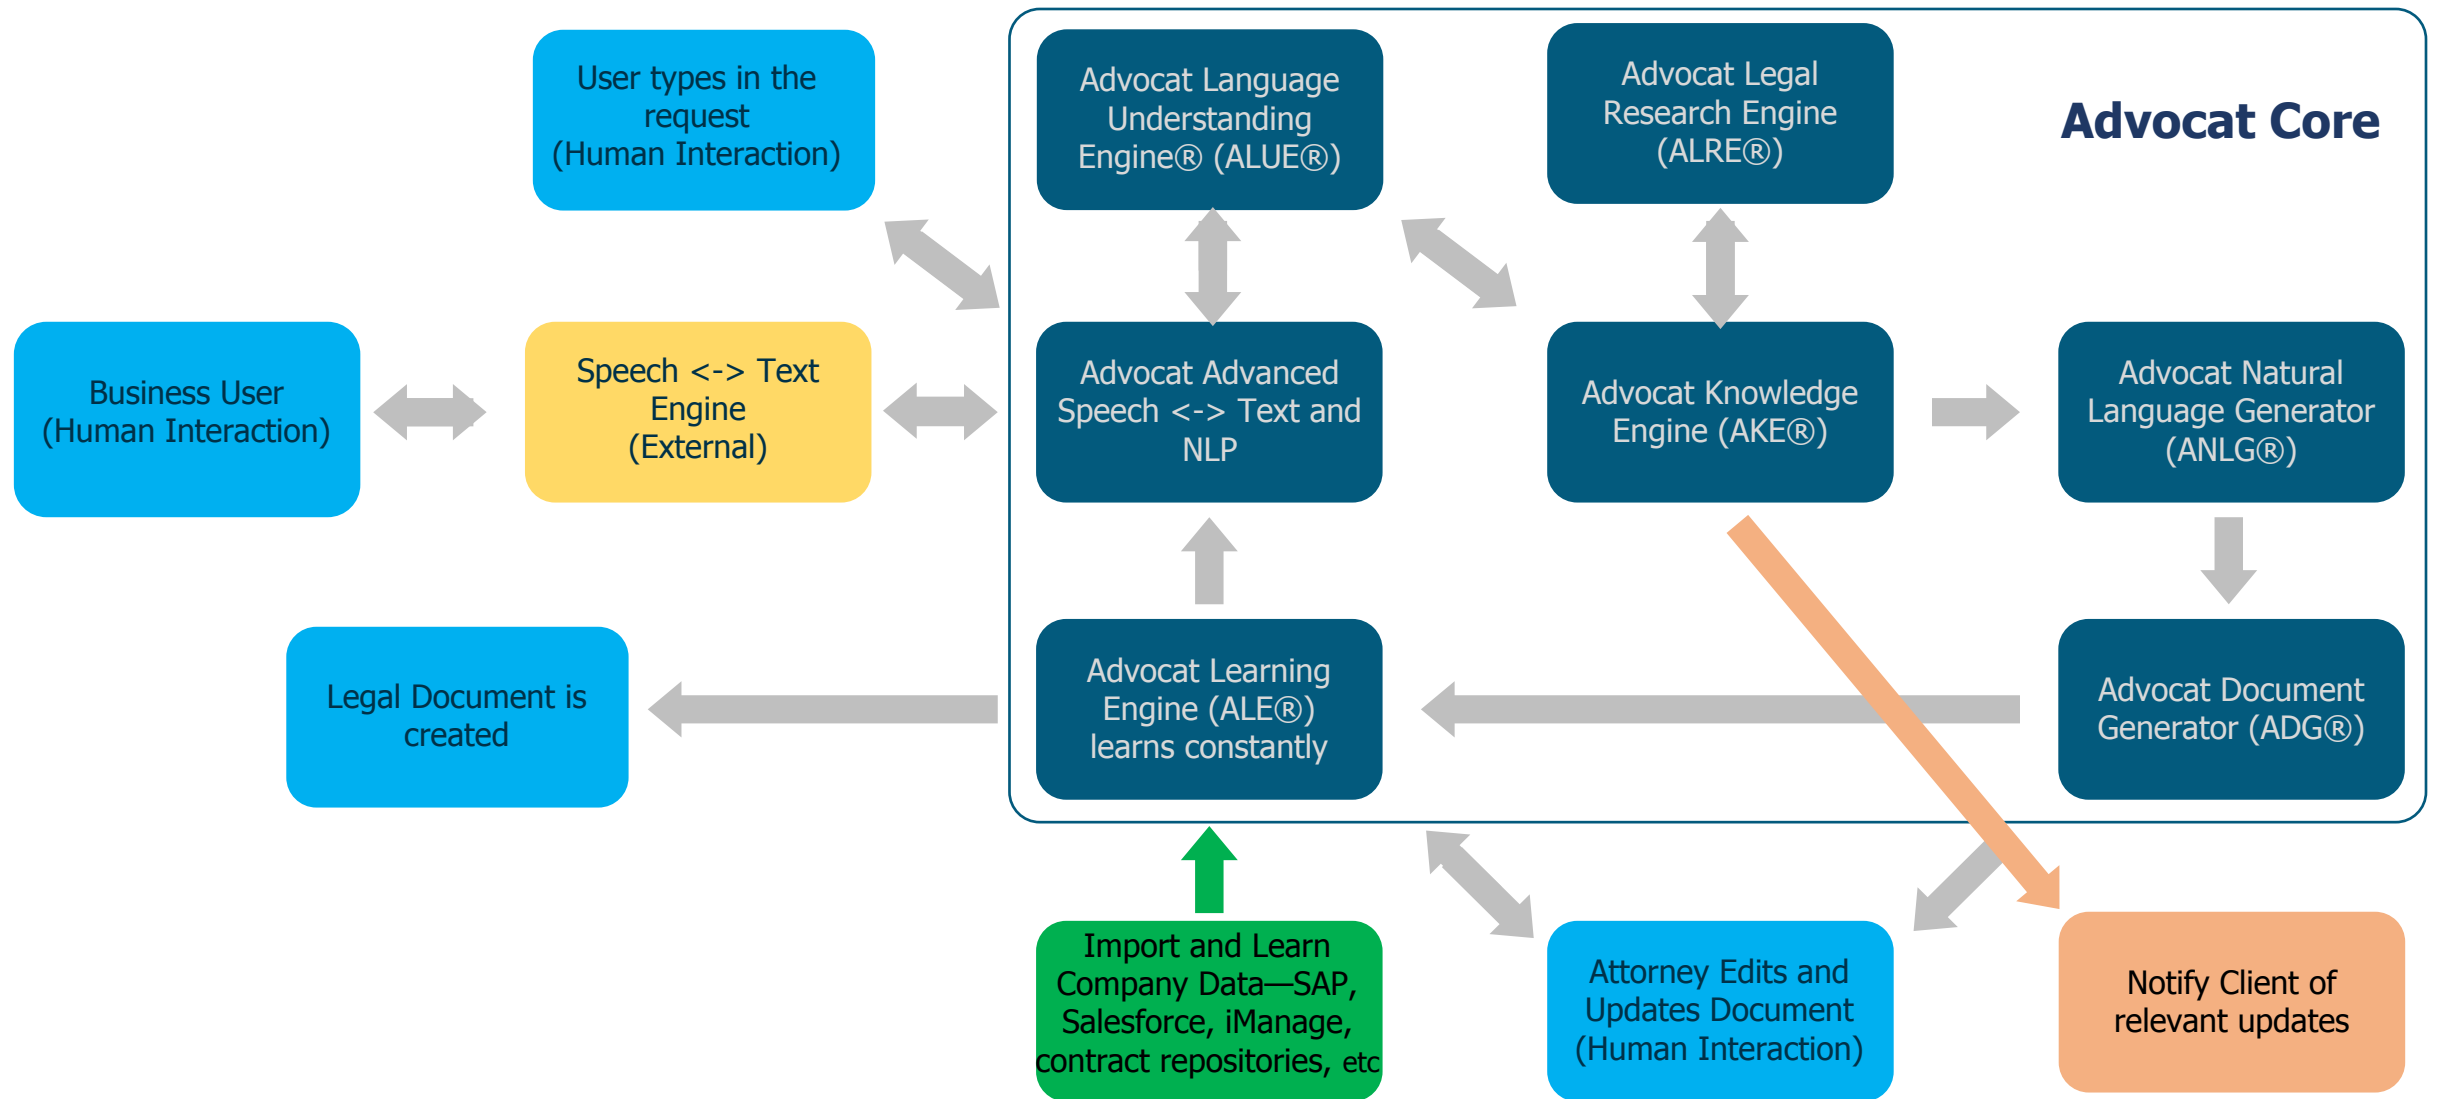 User types in the
request
(Human Interaction)
Advocat Language
Understanding
Engine® (ALUE®)
Advocat Legal
Research Engine
(ALRE®)
Advocat Core
Business User
(Human Interaction)
Speech <-> Text
Engine
(External)
Advocat Advanced
Speech <-> Text and
NLP
Advocat Knowledge
Engine (AKE®)
Advocat Natural
Language Generator
(ANLG®)
Legal Document is
created
Advocat Learning
Engine (ALE®)
learns constantly
Advocat Document
Generator (ADG®)
Import and Learn
Company Data—SAP,
Salesforce, iManage,
contract repositories, etc
Attorney Edits and
Updates Document
(Human Interaction)
Notify Client of
relevant updates